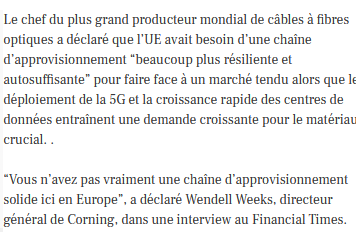 Le chef du plus grand producteur mondial de câbles à fibres
optiques a déclaré que l’UE avait besoin d’une chaîne
d’approvisionnement “beaucoup plus résiliente et
autosuffisante” pour faire face à un marché tendu alors que le
déploiement de la 5G et la croissance rapide des centres de
données entraînent une demande croissante pour le matériau
crucial. .
“Vous n’avez pas vraiment une chaîne d’approvisionnement
solide ici en Europe”, a déclaré Wendell Weeks, directeur
général de Corning, dans une interview au Financial Times.